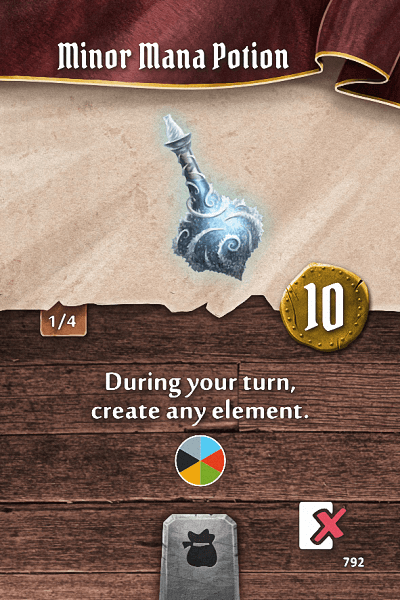 Minor Mana Potion
1/4
10
During your turn,
create any element.
792